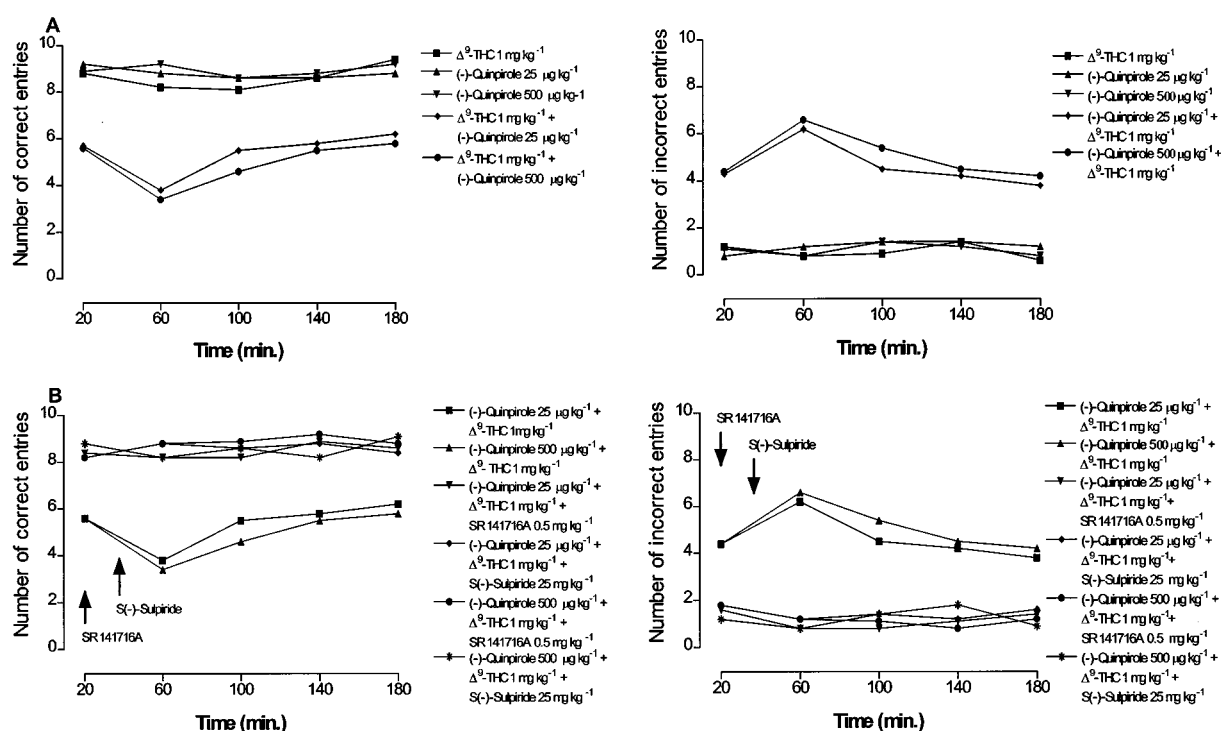 A
Number of correct entries
10
8
6
4
2
0
20 60 100 140 180
Time (min.)
Δ⁹-THC 1 mg kg⁻¹
(-)-Quinpirole 25 µg kg⁻¹
(-)-Quinpirole 500 µg kg-1
Δ⁹-THC 1 mg kg⁻¹ +
(-)-Quinpirole 25 µg kg⁻¹
Δ⁹-THC 1 mg kg⁻¹ +
(-)-Quinpirole 500 µg kg⁻¹
Number of incorrect entries
10
8
6
4
2
0
20 60 100 140 180
Time (min.)
Δ⁹-THC 1 mg kg⁻¹
(-)-Quinpirole 25 µg kg⁻¹
(-)-Quinpirole 500 µg kg⁻¹
(-)-Quinpirole 25 µg kg⁻¹ +
Δ⁹-THC 1 mg kg⁻¹
(-)-Quinpirole 500 µg kg⁻¹ +
Δ⁹-THC 1 mg kg⁻¹
B
Number of correct entries
10
8
6
4
2
0
S(-)-Sulpiride
SR 141716A
20 60 100 140 180
Time (min.)
(-)-Quinpirole 25 µg kg⁻¹ +
Δ⁹-THC 1mg kg⁻¹
(-)-Quinpirole 500 µg kg⁻¹ +
Δ⁹- THC 1 mg kg⁻¹
(-)-Quinpirole 25 µg kg⁻¹ +
Δ⁹-THC 1 mg kg⁻¹ +
SR 141716A 0.5 mg kg⁻¹
(-)-Quinpirole 25 µg kg⁻¹ +
Δ⁹-THC 1 mg kg⁻¹ +
S(-)-Sulpiride 25 mg kg⁻¹
(-)-Quinpirole 500 µg kg⁻¹ +
Δ⁹-THC 1 mg kg⁻¹ +
SR 141716A 0.5 mg kg⁻¹
(-)-Quinpirole 500 µg kg⁻¹ +
Δ⁹-THC 1 mg kg⁻¹ +
S(-)-Sulpiride 25 mg kg⁻¹
Number of incorrect entries
10
8
6
4
2
0
SR 141716A
S(-)-Sulpiride
20 60 100 140 180
Time (min.)
(-)-Quinpirole 25 µg kg⁻¹ +
Δ⁹-THC 1 mg kg⁻¹
(-)-Quinpirole 500 µg kg⁻¹ +
Δ⁹-THC 1 mg kg⁻¹
(-)-Quinpirole 25 µg kg⁻¹ +
Δ⁹-THC 1 mg kg⁻¹+
SR 141716A 0.5 mg kg⁻¹
(-)-Quinpirole 25 µg kg⁻¹ +
Δ⁹-THC 1 mg kg⁻¹ +
S(-)-Sulpiride 25 mg kg⁻¹
(-)-Quinpirole 500 µg kg⁻¹ +
Δ⁹-THC 1 mg kg⁻¹+
SR 141716A 0.5 mg kg⁻¹
(-)-Quinpirole 500 µg kg⁻¹ +
Δ⁹-THC 1 mg kg⁻¹ +
S(-)-Sulpiride 25 mg kg⁻¹